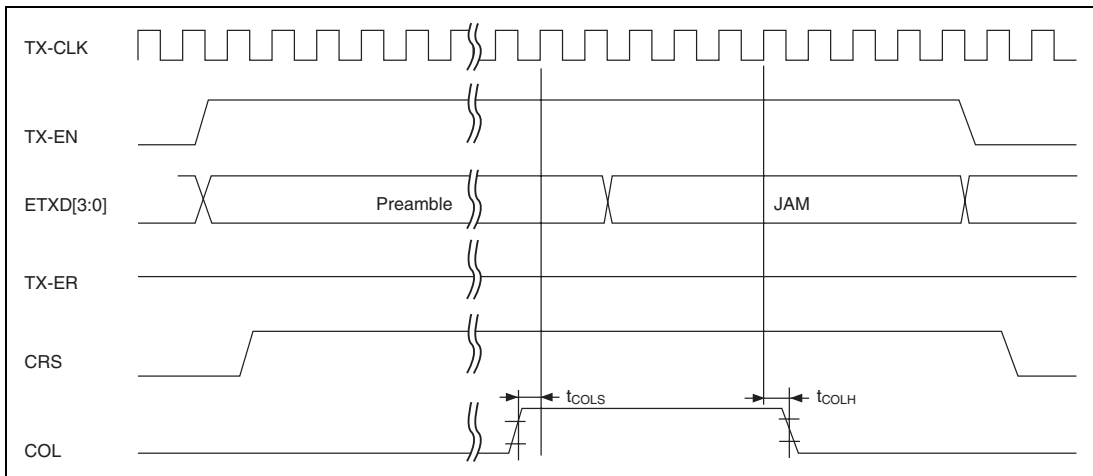 TX-CLK
TX-EN
ETXD[3:0]
Preamble
JAM
TX-ER
CRS
tCOLS
tCOLH
COL